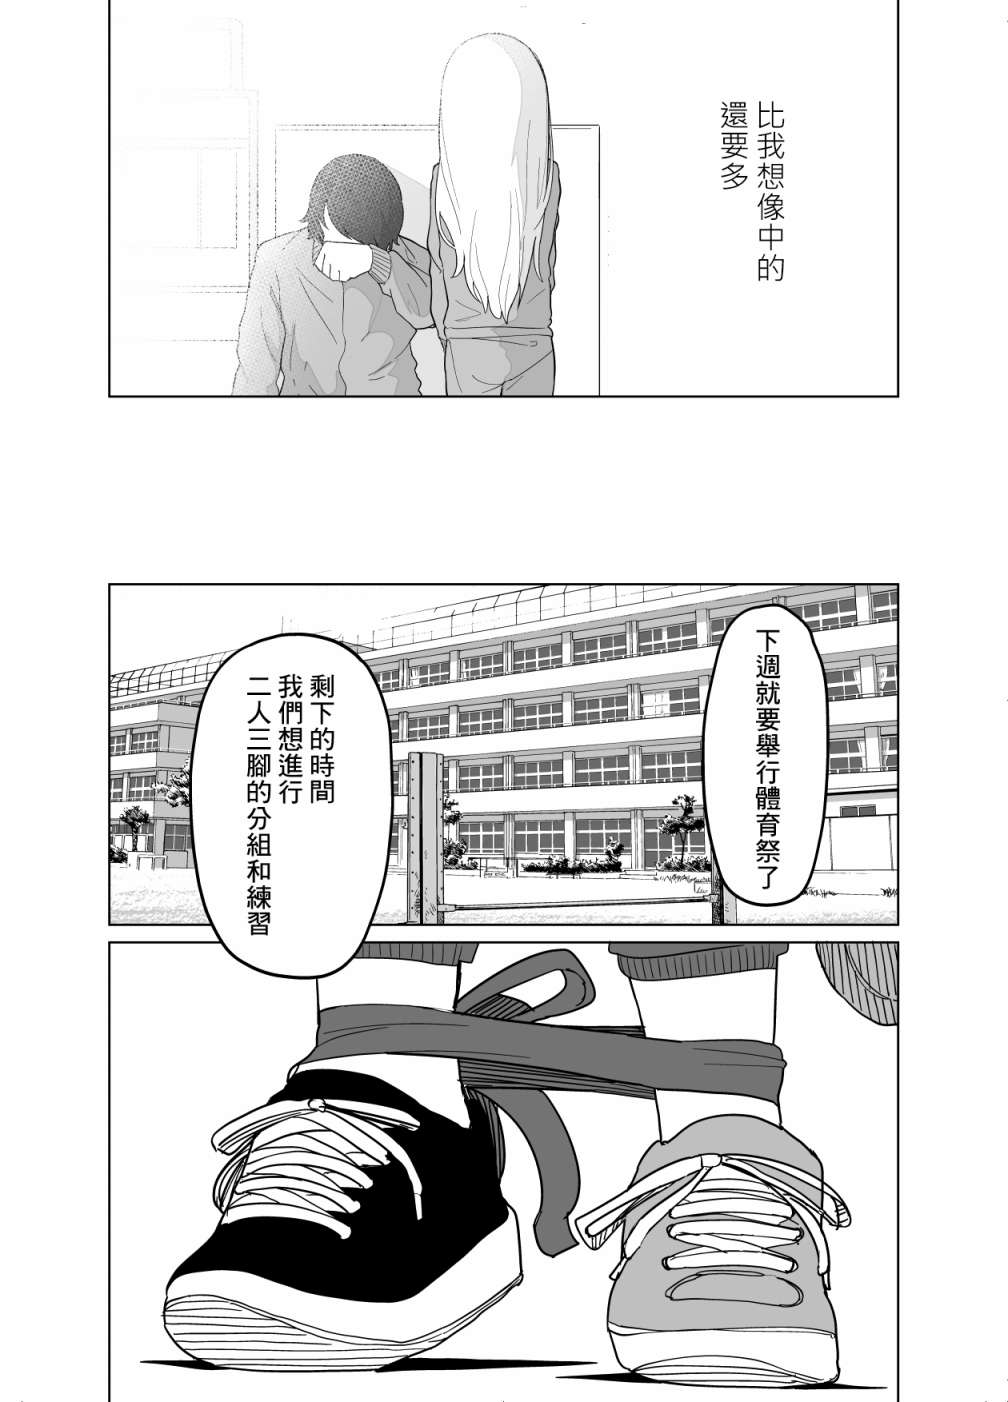 比我想像中的
還要多
下週就要舉行體育祭了
剩下的時間
我們想進行
二人三腳的分組和練習